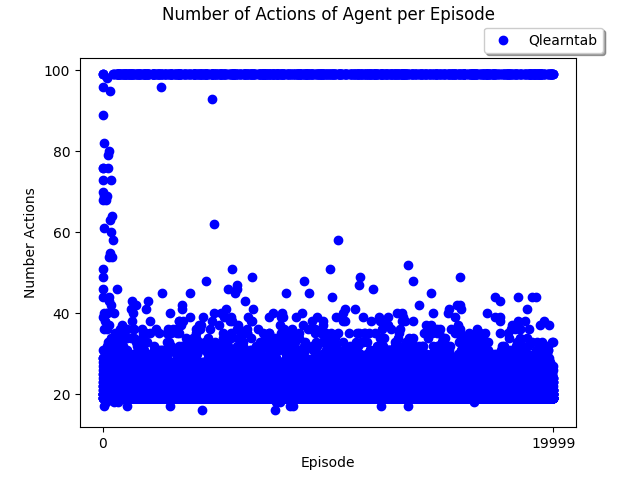 Number of Actions of Agent per Episode
Qlearntab
100
80
60
40
20
Number Actions
0
19999
Episode